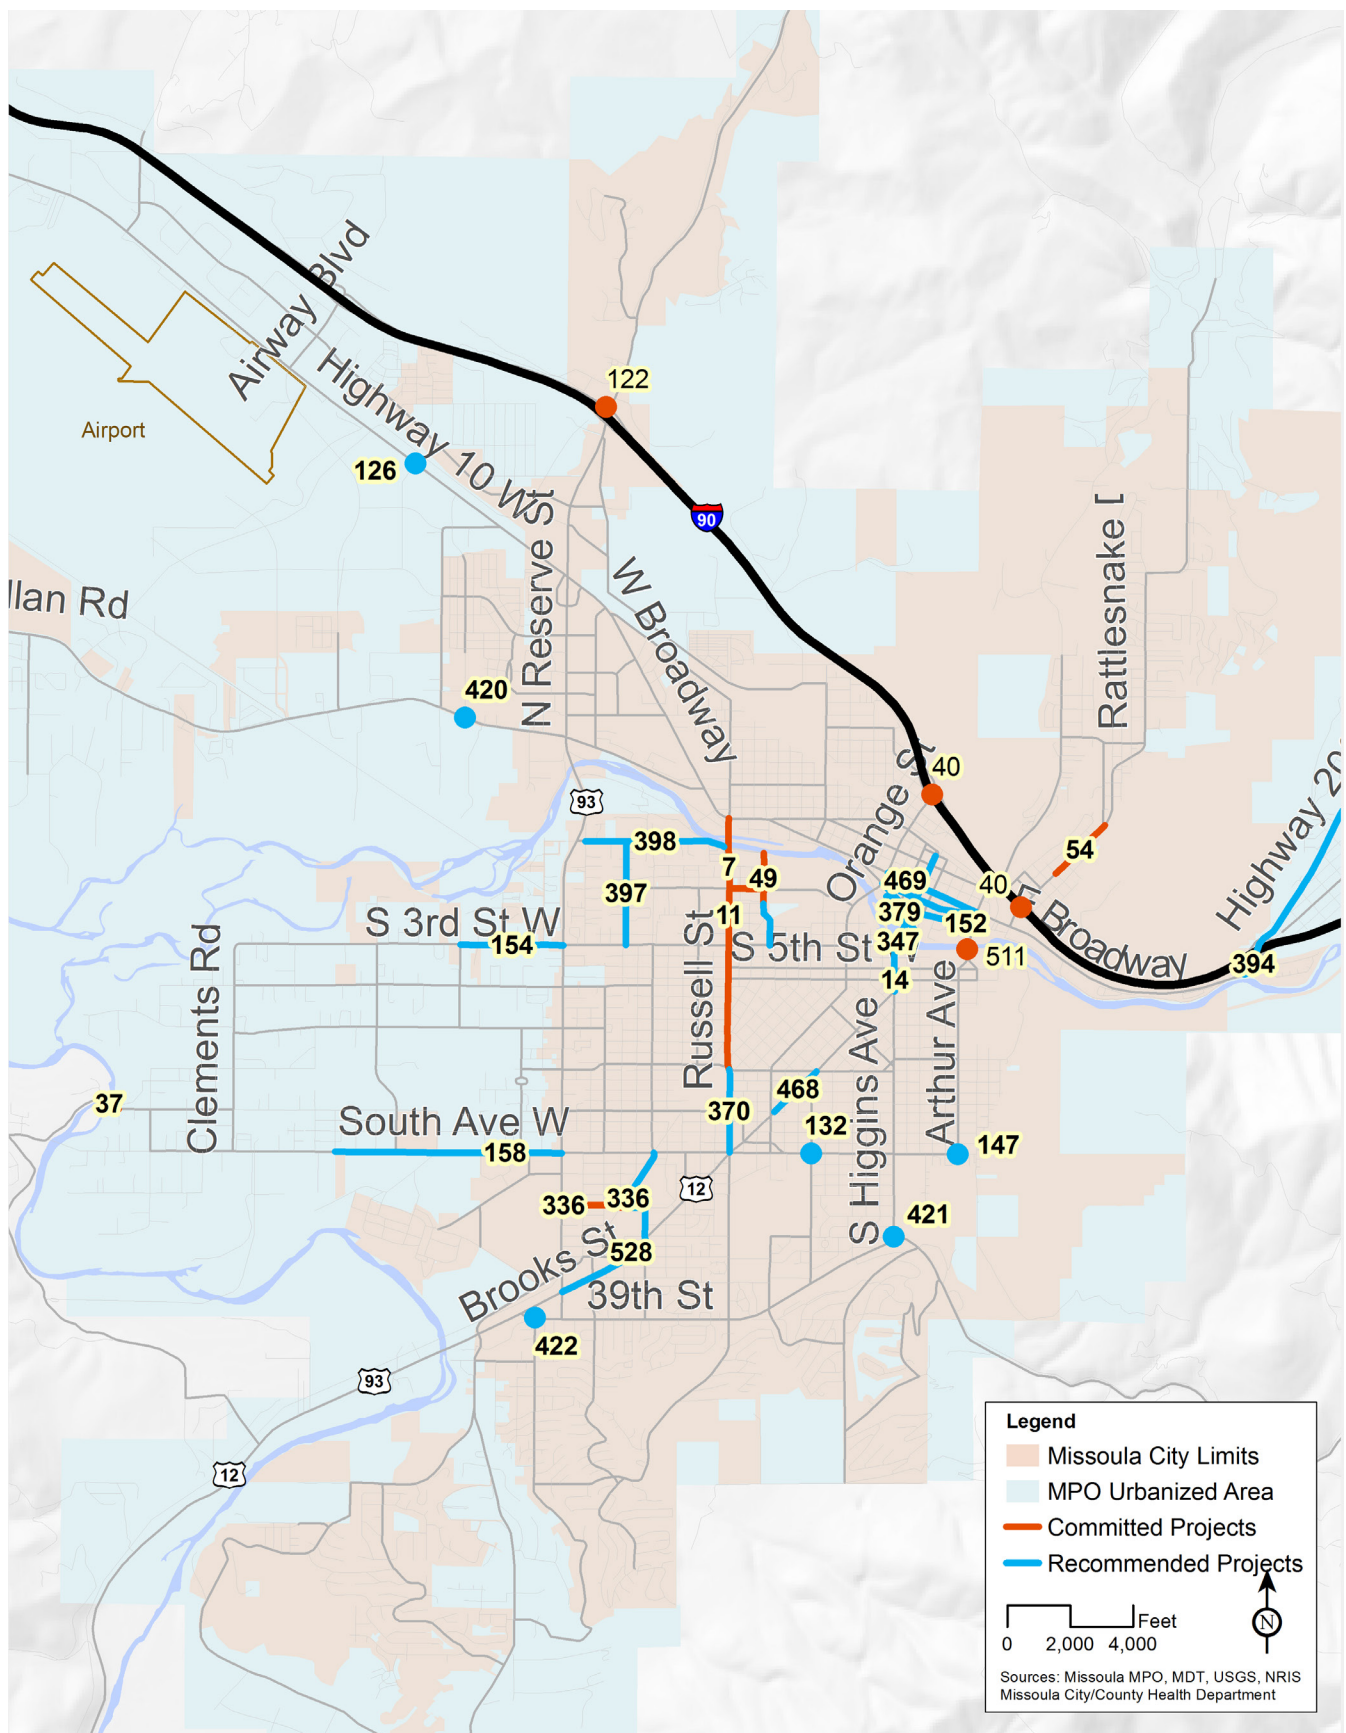 Airway Blvd
Highway 10 W
122
Airport
126
90
N Reserve St
W Broadway
Rattlesnake [
llan Rd
420
93
Orange St
40
Highway 20
398
7
49
54
469
40
397
11
379
152
E Broadway
S 3rd St W
154
S 5th St W
347
511
394
14
Clements Rd
Russell St
S Higgins Ave
Arthur Ave
37
468
370
South Ave W
132
158
147
12
336
336
421
Brooks St
528
39th St
422
93
12
Legend
Missoula City Limits
MPO Urbanized Area
Committed Projects
Recommended Projects
Feet
0 2,000 4,000
N
Sources: Missoula MPO, MDT, USGS, NRIS
Missoula City/County Health Department